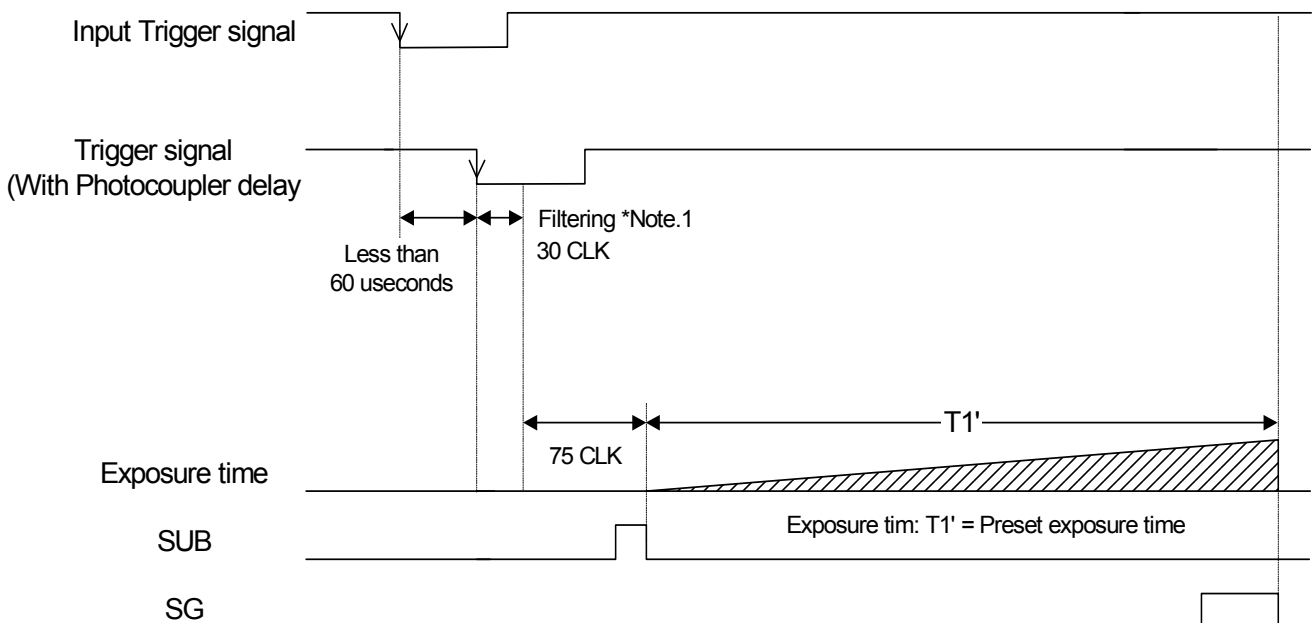 Input Trigger signal
Trigger signal
(With Photocoupler delay
Filtering *Note.1
30 CLK
Less than
60 useconds
T1'
75 CLK
Exposure time
Exposure tim: T1' = Preset exposure time
SUB
SG